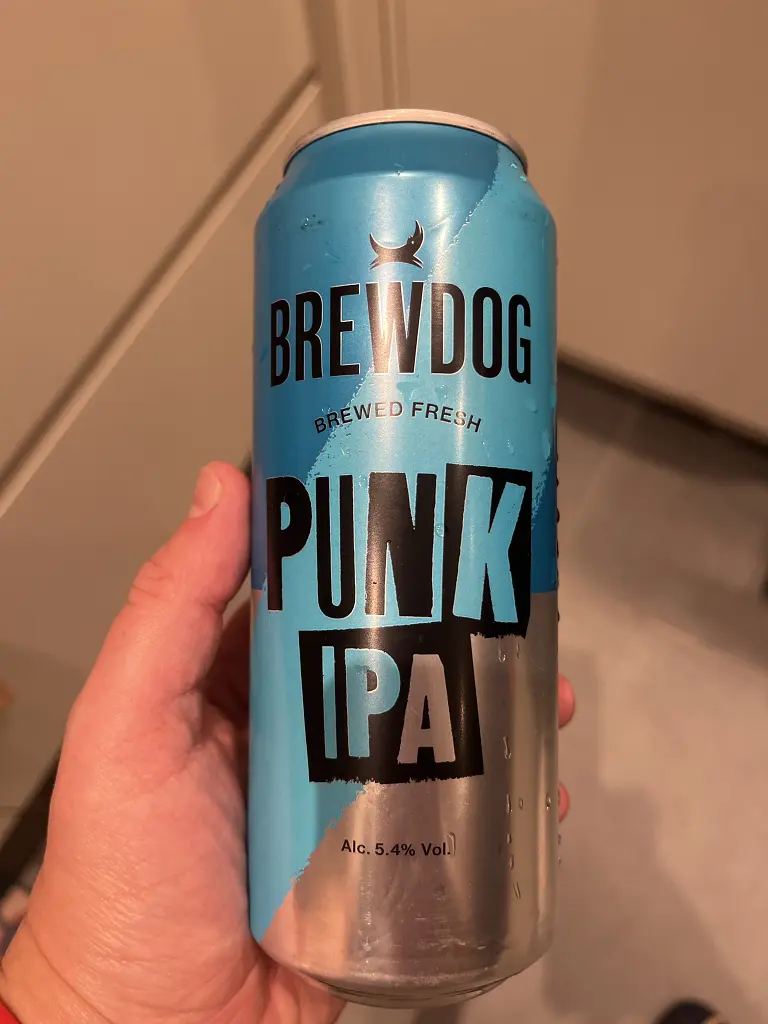 BREWDOG
BREWED FRESH
PUNK
IPA
Alc. 5.4% Vol.